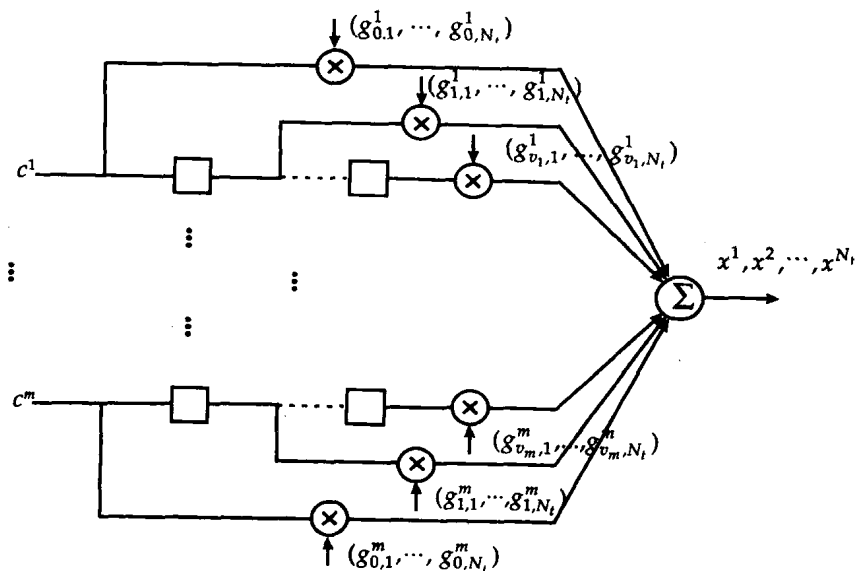 (g^1_{0.1}, ..., g^1_{0,N_t})
(g^1_{1,1}, ..., g^1_{1,N_t})
(g^1_{v_1,1}, ..., g^1_{v_1,N_t})
c^1
x^1, x^2, ..., x^{N_t}
Σ
c^m
(g^m_{v_m,1}, ..., g^m_{v_m,N_t})
(g^m_{1,1}, ..., g^m_{1,N_t})
(g^m_{0,1}, ..., g^m_{0,N_t})